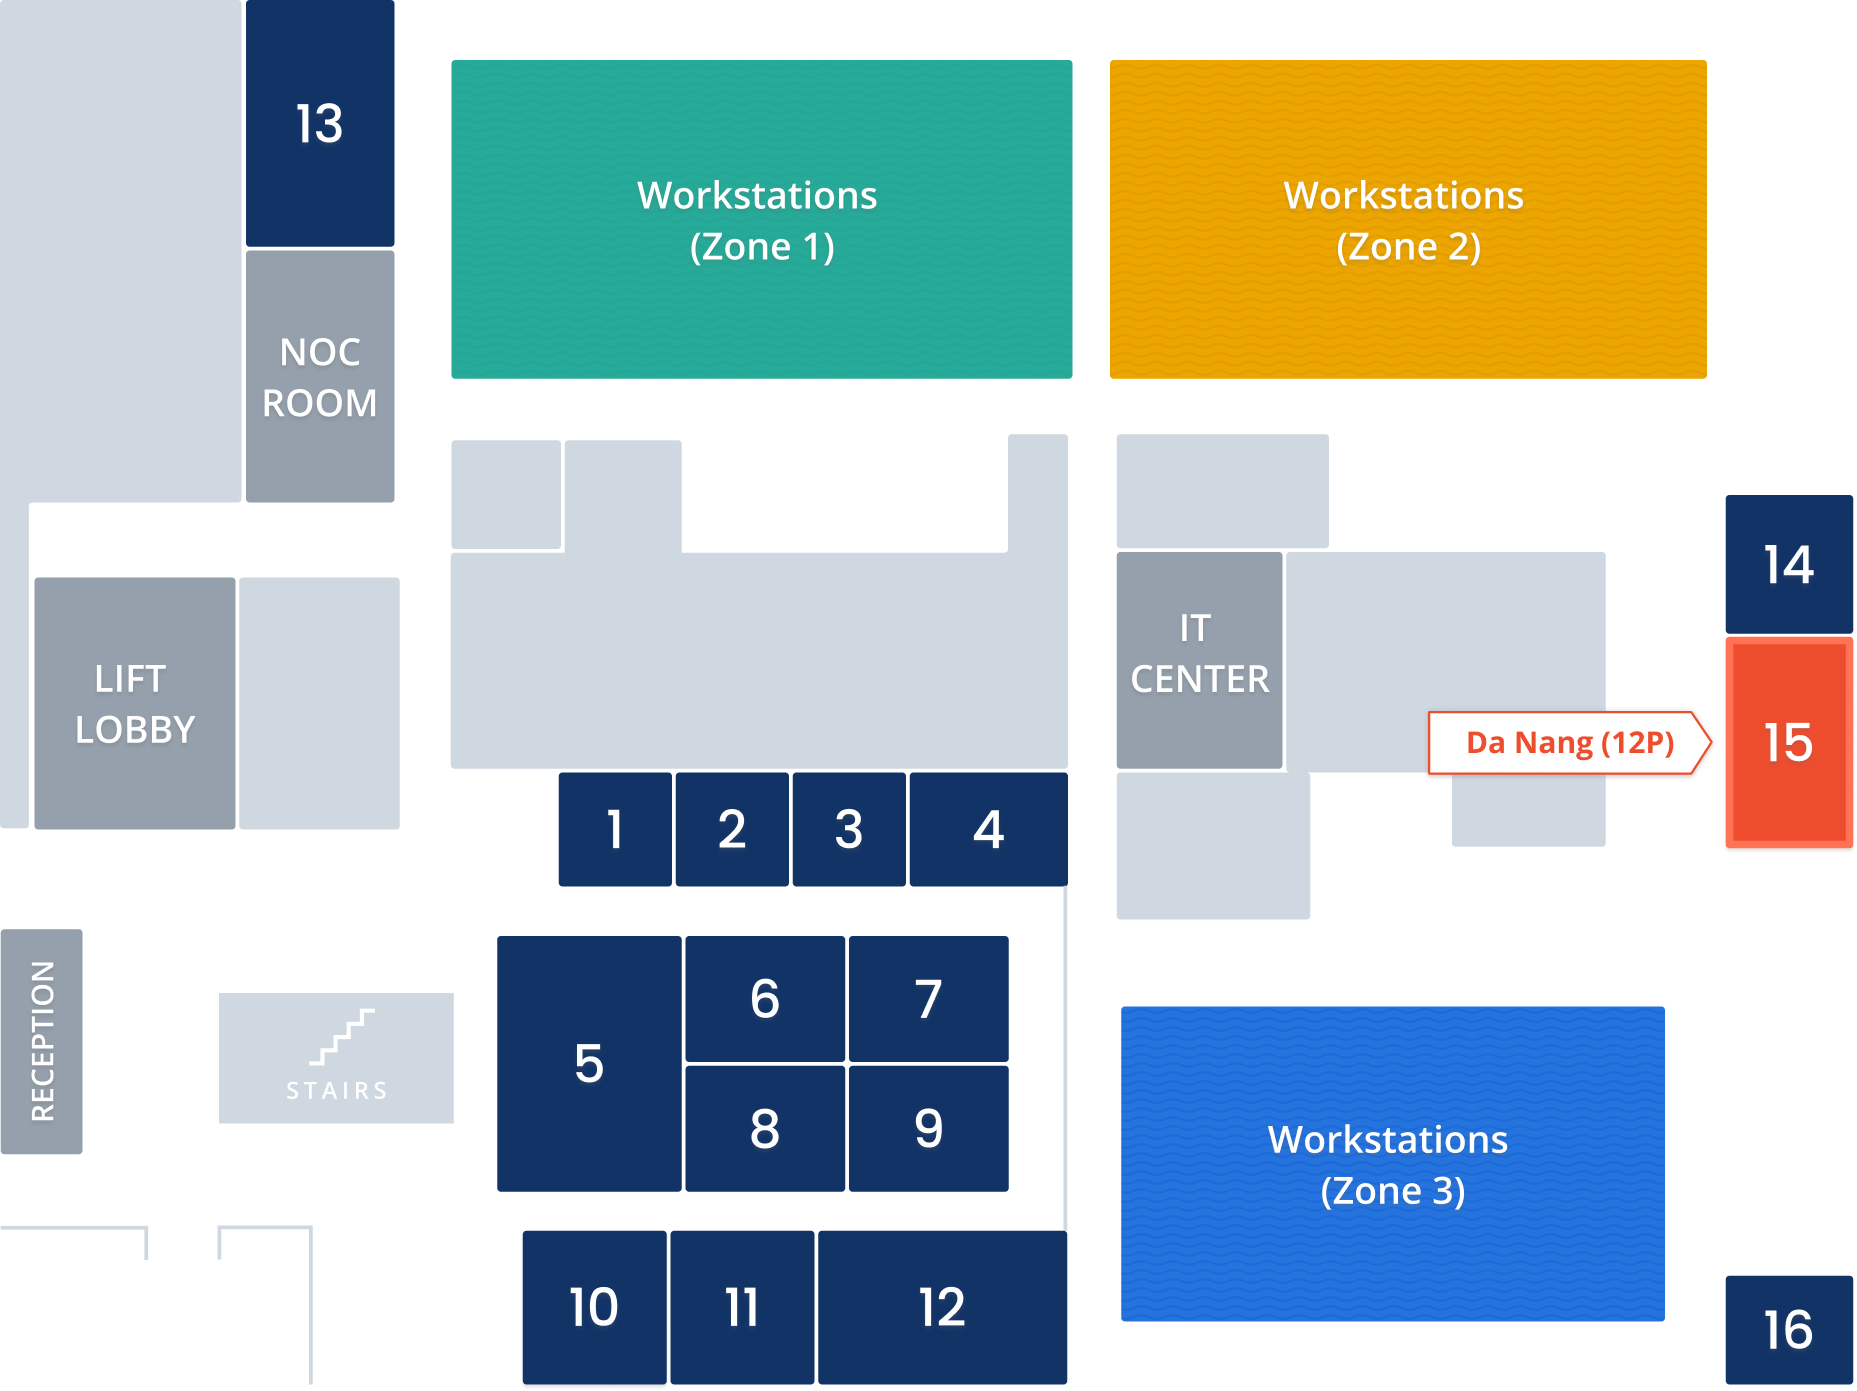 13
Workstations
(Zone 1)
Workstations
(Zone 2)
NOC
ROOM
14
IT
CENTER
LIFT
LOBBY
Da Nang (12P)
15
1
2
3
4
RECEPTION
STAIRS
5
6
7
8
9
Workstations
(Zone 3)
10
11
12
16